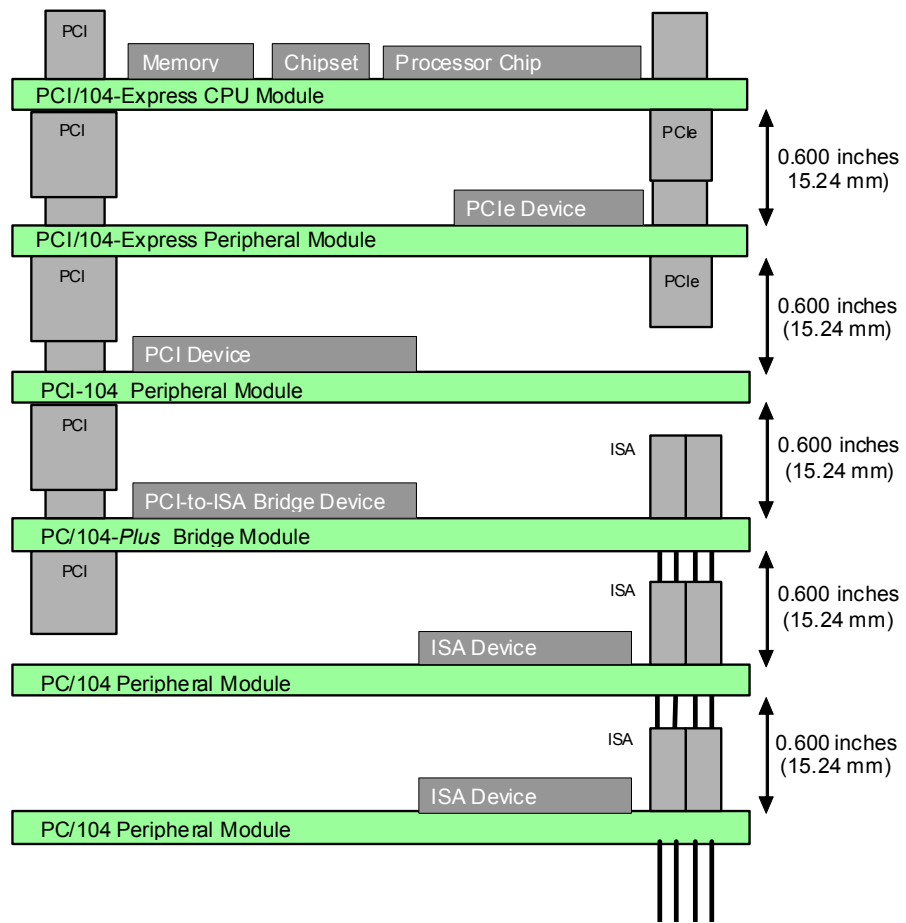 PCI
Memory
Chipset
Processor Chip
PCI/104-Express CPU Module
PCI
PCIe
0.600 inches
15.24 mm)
PCIe Device
PCI/104-Express Peripheral Module
PCI
PCIe
0.600 inches
(15.24 mm)
PCI Device
PCI-104 Peripheral Module
PCI
ISA
0.600 inches
(15.24 mm)
PCI-to-ISA Bridge Device
PC/104-Plus Bridge Module
PCI
ISA
0.600 inches
(15.24 mm)
ISA Device
PC/104 Peripheral Module
ISA
0.600 inches
(15.24 mm)
ISA Device
PC/104 Peripheral Module